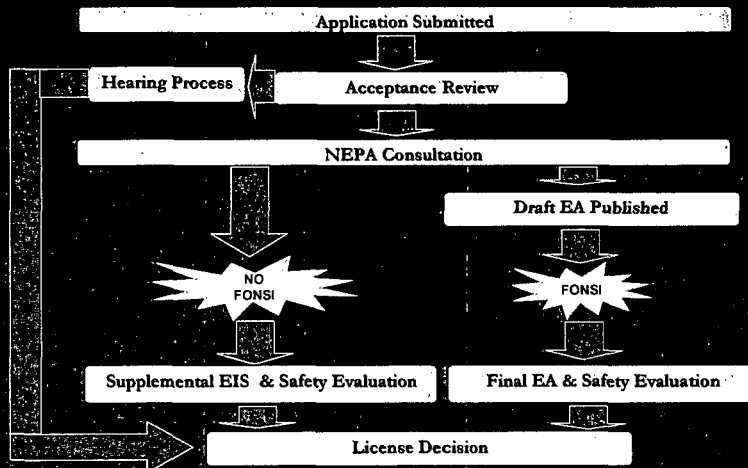 Application Submitted
Hearing Process
Acceptance Review
NEPA Consultation
Draft EA Published
NO
FONSI
FONSI
Supplemental EIS & Safety Evaluation
Final EA & Safety Evaluation
License Decision